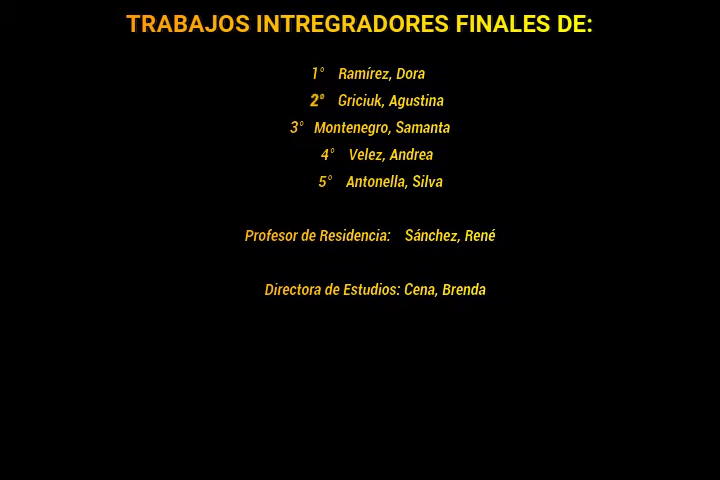 TRABAJOS INTREGRADORES FINALES DE:
1° Ramírez, Dora
2° Griciuk, Agustina
3° Montenegro, Samanta
4° Velez, Andrea
5° Antonella, Silva
Profesor de Residencia: Sánchez, René
Directora de Estudios: Cena, Brenda